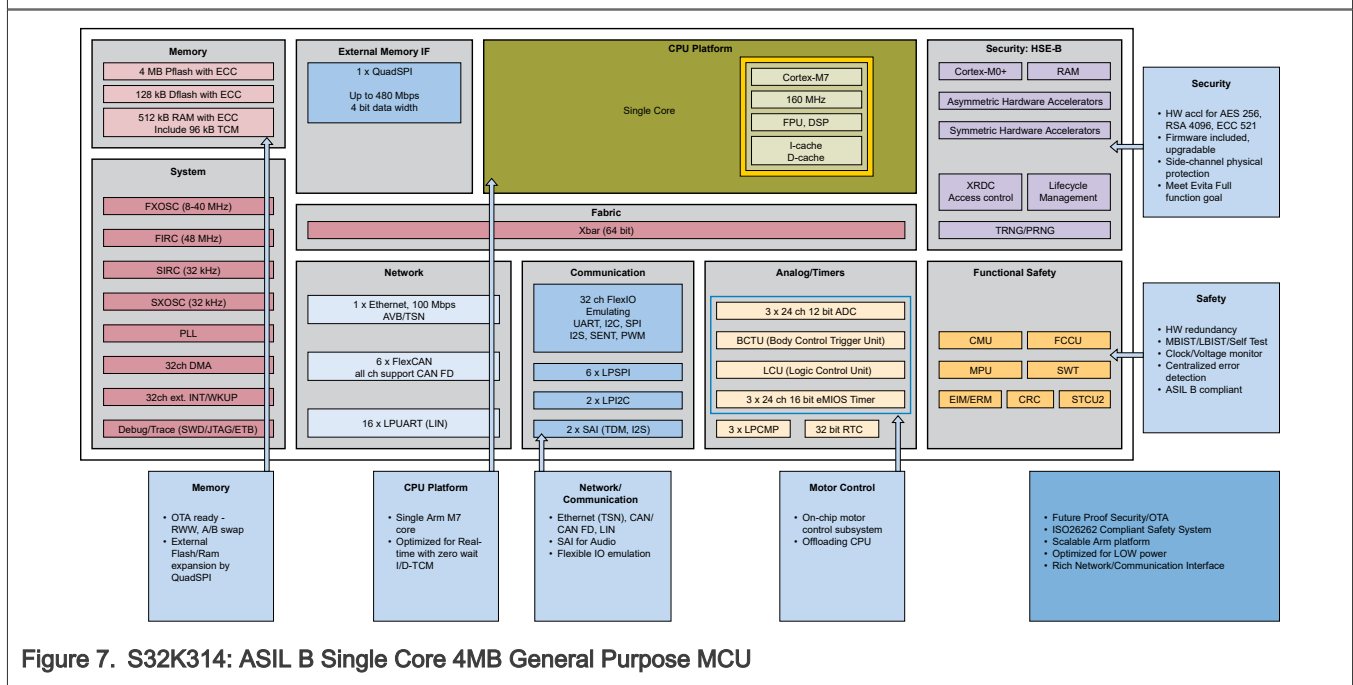 Memory
4 MB Pflash with ECC
128 kB Dflash with ECC
512 kB RAM with ECC
Include 96 kB TCM
System
FXOSC (8-40 MHz)
FIRC (48 MHz)
SIRC (32 kHz)
SXOSC (32 kHz)
PLL
32ch DMA
32ch ext. INT/WKUP
Debug/Trace (SWD/JTAG/ETB)
External Memory IF
1 x QuadSPI
Up to 480 Mbps
4 bit data width
CPU Platform
Single Core
Cortex-M7
160 MHz
FPU, DSP
I-cache
D-cache
Fabric
Xbar (64 bit)
Security: HSE-B
Cortex-M0+
RAM
Asymmetric Hardware Accelerators
Symmetric Hardware Accelerators
XRDC
Access control
Lifecycle
Management
TRNG/PRNG
Network
1 x Ethernet, 100 Mbps
AVB/TSN
6 x FlexCAN
all ch support CAN FD
16 x LPUART (LIN)
Communication
32 ch FlexIO
Emulating
UART, I2C, SPI
I2S, SENT, PWM
6 x LPSPI
2 x LPI2C
2 x SAI (TDM, I2S)
Analog/Timers
3 x 24 ch 12 bit ADC
BCTU (Body Control Trigger Unit)
LCU (Logic Control Unit)
3 x 24 ch 16 bit eMIOS Timer
3 x LPCMP
32 bit RTC
Functional Safety
CMU
FCCU
MPU
SWT
EIM/ERM
CRC
STCU2
Security
• HW accl for AES 256,
RSA 4096, ECC 521
• Firmware included,
upgradable
• Side-channel physical
protection
• Meet Evita Full
function goal
Safety
• HW redundancy
• MBIST/LBIST/Self Test
• Clock/Voltage monitor
• Centralized error
detection
• ASIL B compliant
Memory
• OTA ready -
RWW, A/B swap
• External
Flash/Ram
expansion by
QuadSPI
CPU Platform
• Single Arm M7
core
• Optimized for Real-
time with zero wait
I/D-TCM
Network/
Communication
• Ethernet (TSN), CAN/
CAN FD, LIN
• SAI for Audio
• Flexible IO emulation
Motor Control
• On-chip motor
control subsystem
• Offloading CPU
• Future Proof Security/OTA
• ISO26262 Compliant Safety System
• Scalable Arm platform
• Optimized for LOW power
• Rich Network/Communication Interface
Figure 7. S32K314: ASIL B Single Core 4MB General Purpose MCU